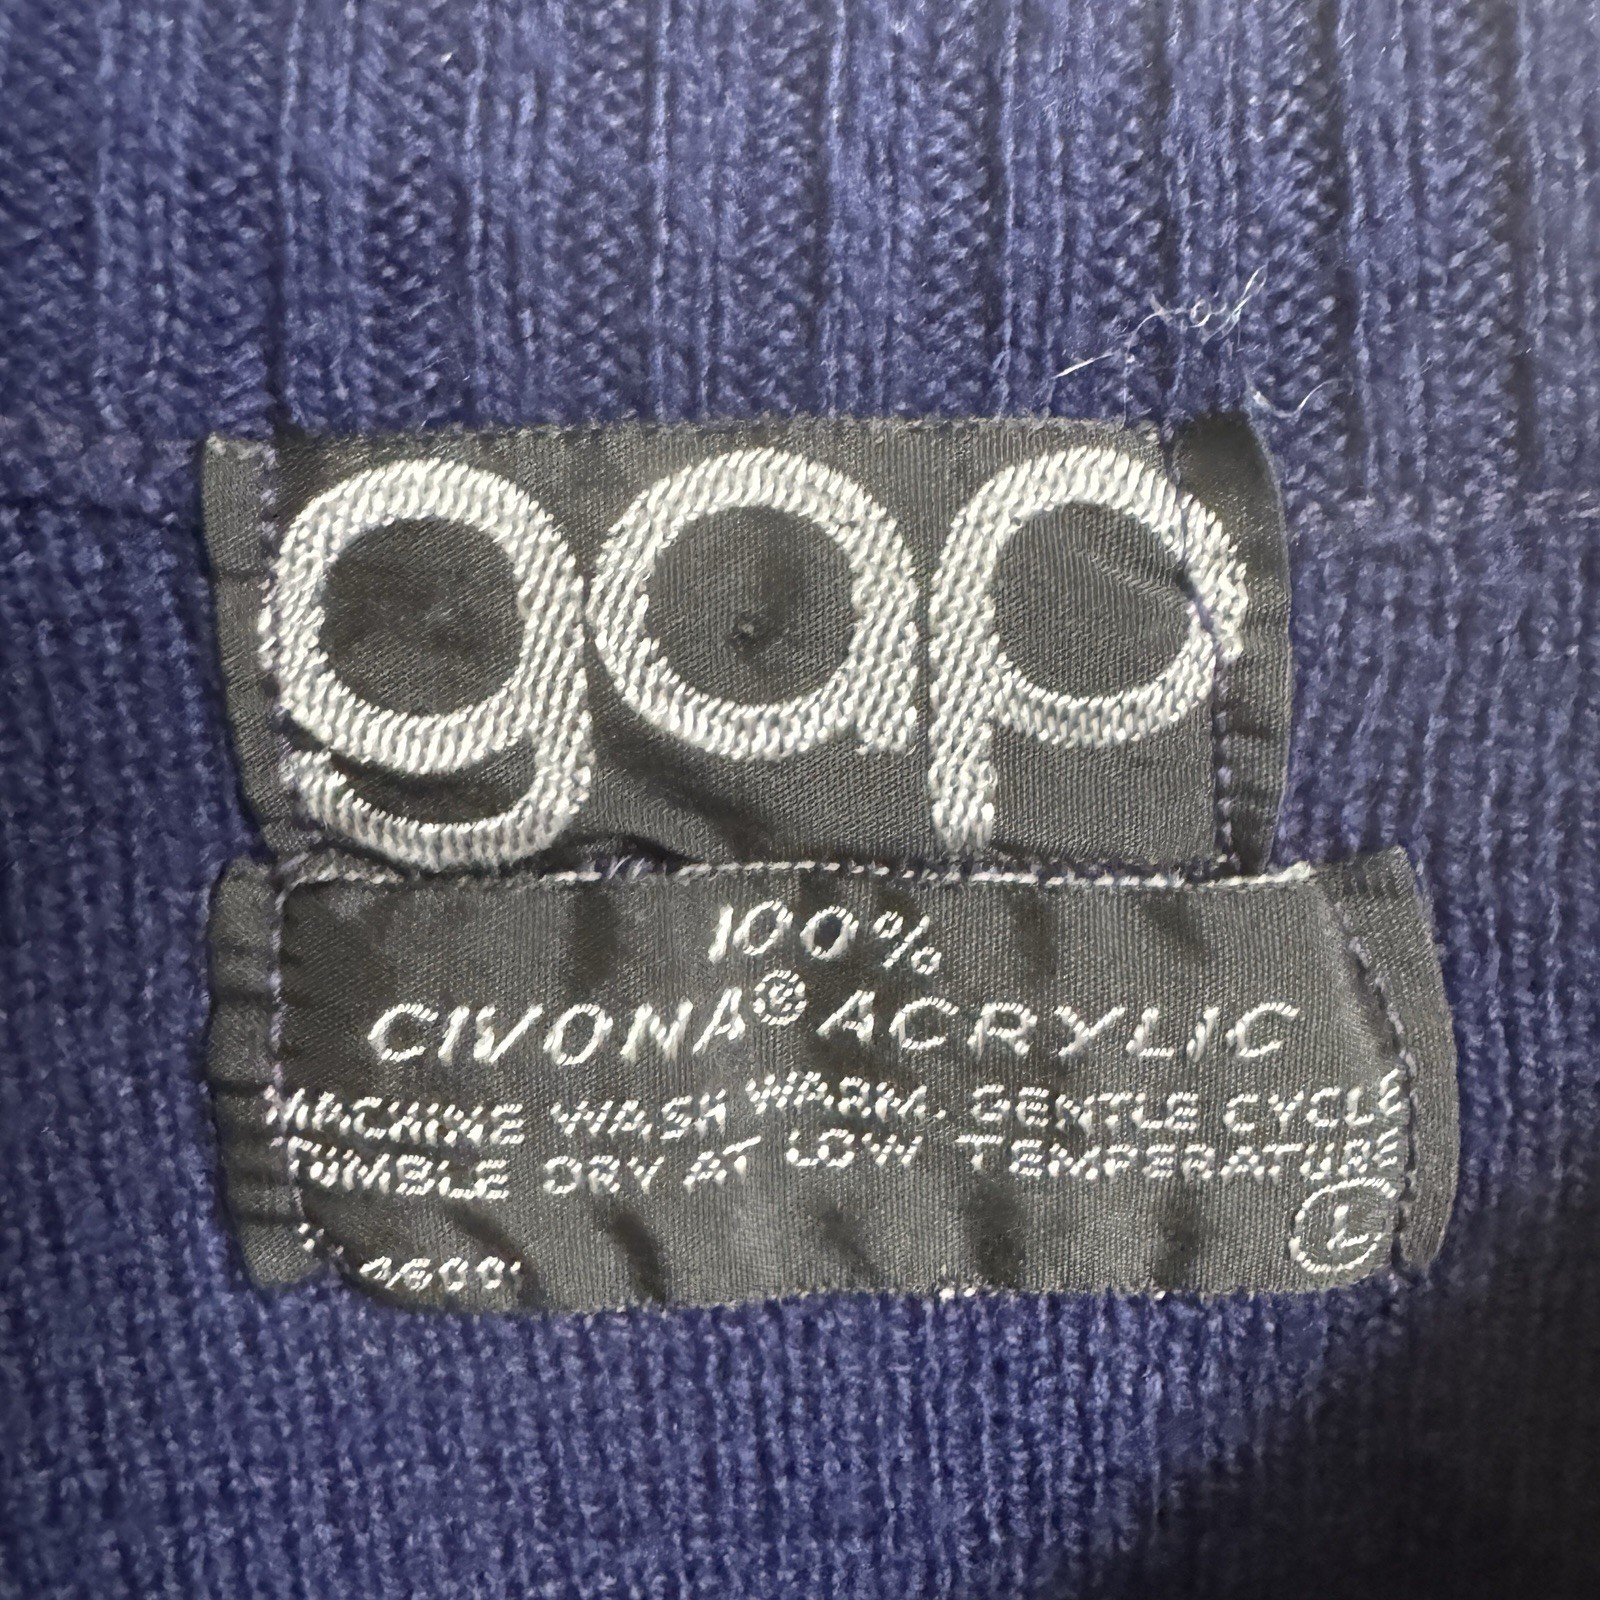 gap
100%
CIVONA® ACRYLIC
MACHINE WASH WARM, GENTLE CYCLE
TUMBLE DRY AT LOW TEMPERATURE
L